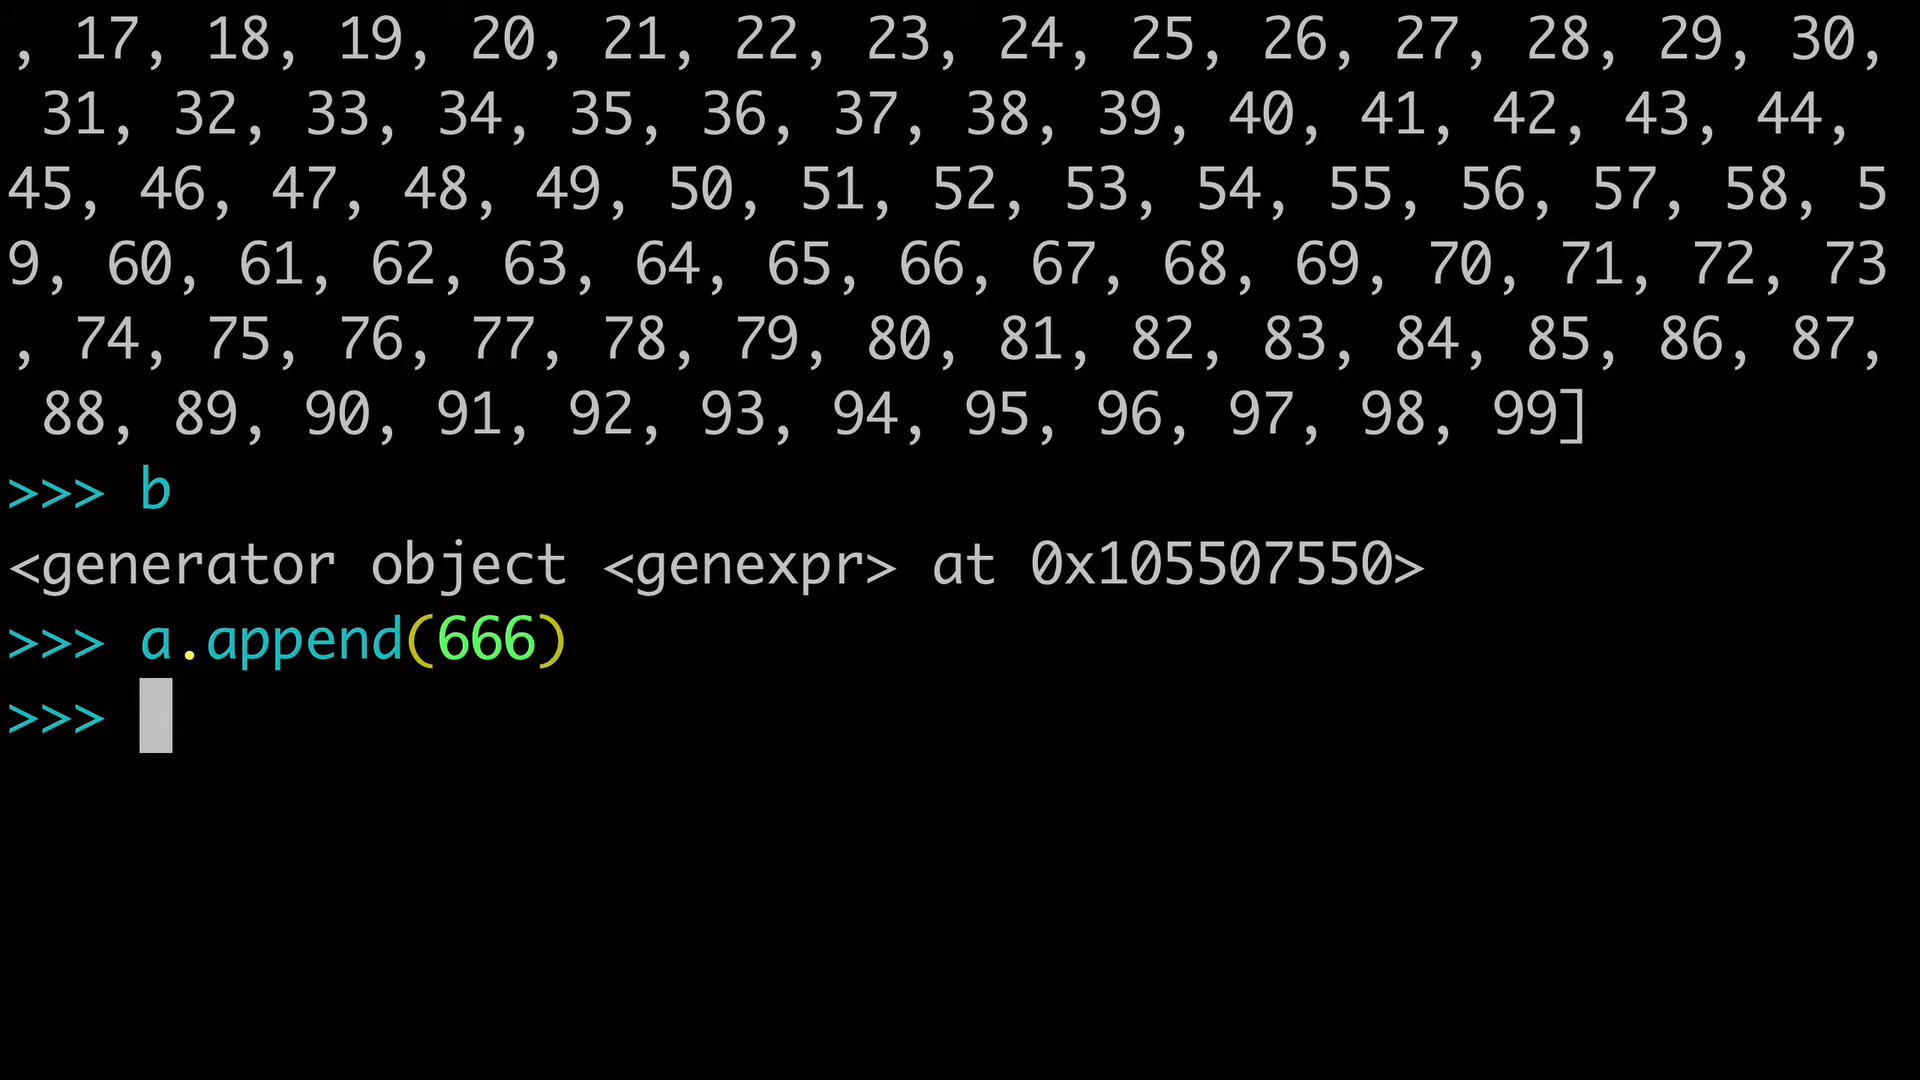 , 17, 18, 19, 20, 21, 22, 23, 24, 25, 26, 27, 28, 29, 30,
31, 32, 33, 34, 35, 36, 37, 38, 39, 40, 41, 42, 43, 44,
45, 46, 47, 48, 49, 50, 51, 52, 53, 54, 55, 56, 57, 58, 5
9, 60, 61, 62, 63, 64, 65, 66, 67, 68, 69, 70, 71, 72, 73
, 74, 75, 76, 77, 78, 79, 80, 81, 82, 83, 84, 85, 86, 87,
88, 89, 90, 91, 92, 93, 94, 95, 96, 97, 98, 99]
>>> b
<generator object <genexpr> at 0x105507550>
>>> a.append(666)
>>>